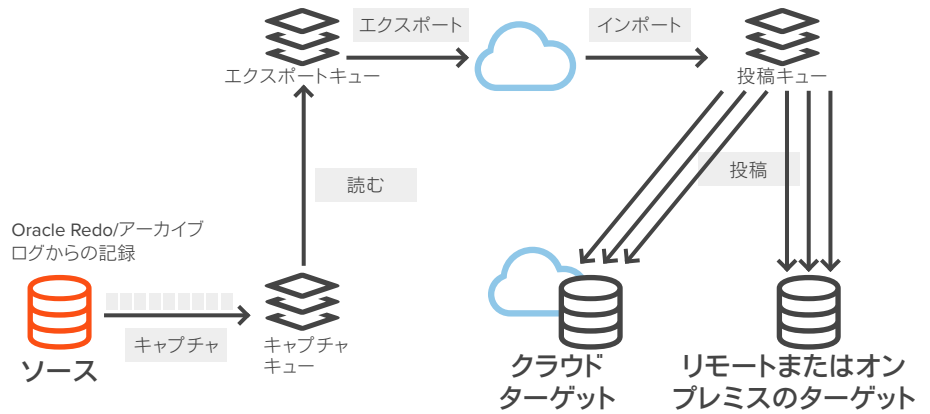 エクスポート
インポート
エクスポートキュー
投稿キュー
読む
投稿
Oracle Redo/アーカイブ
ログからの記録
キャプチャ
ソース
キャプチャ
キュー
クラウド
ターゲット
リモートまたはオン
プレミスのターゲット